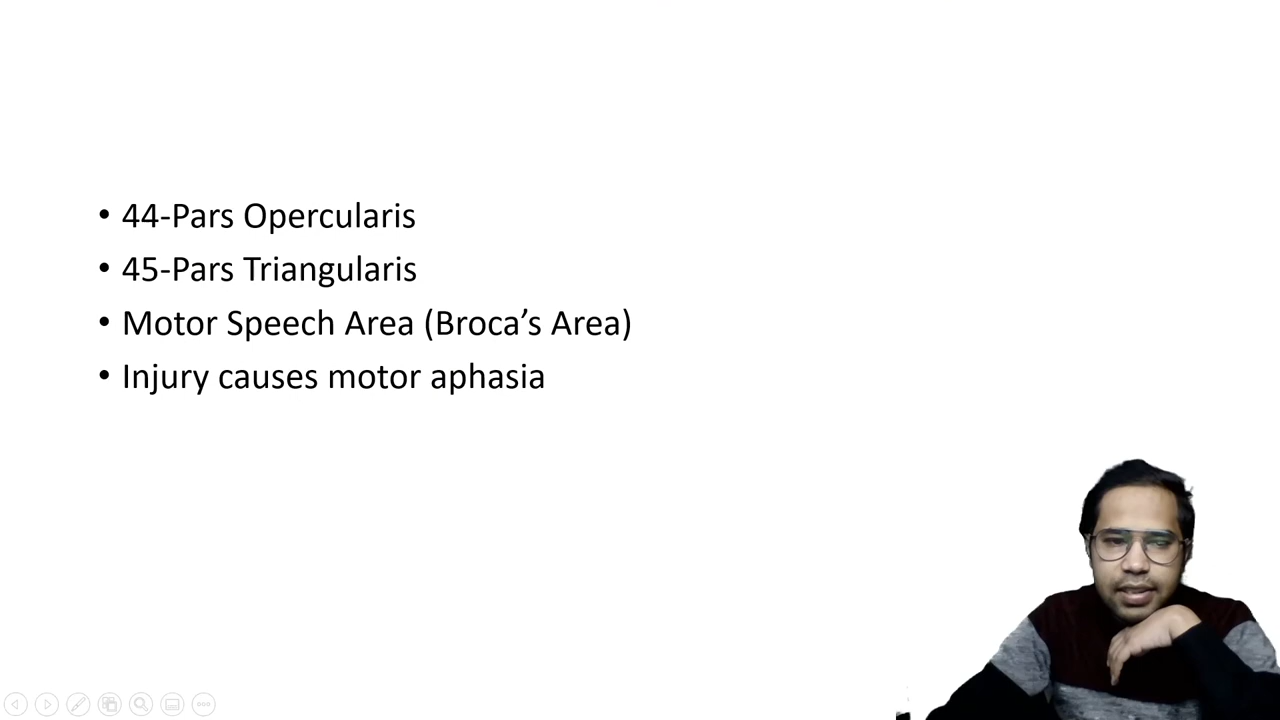 • 44-Pars Opercularis
• 45-Pars Triangularis
• Motor Speech Area (Broca’s Area)
• Injury causes motor aphasia